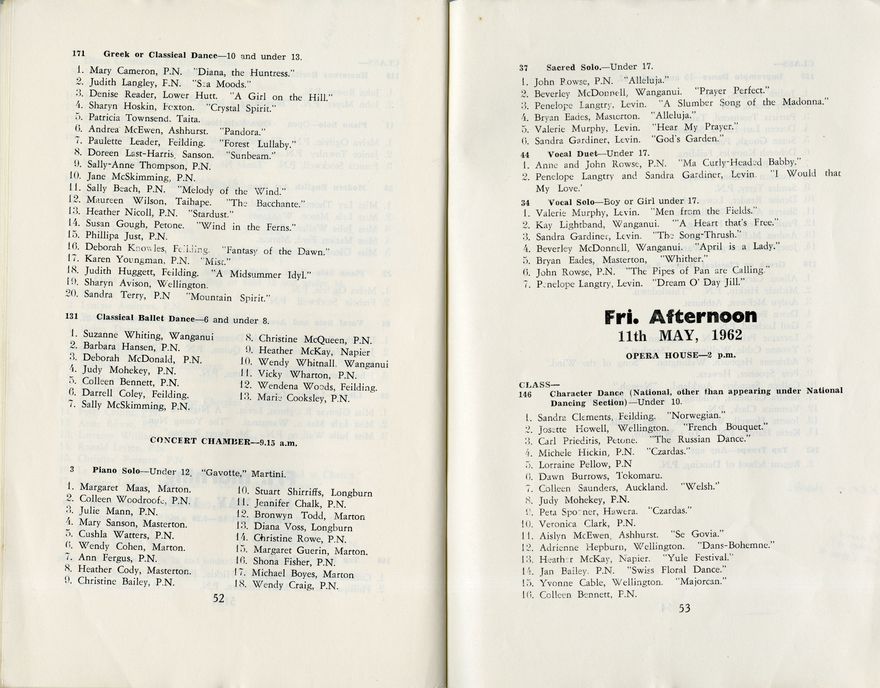 171 Greek or Classical Dance—10 and under 13.
1. Mary Cameron, P.N. "Diana, the Huntress."
2. Judith Langley, F.N. "Sea Moods."
3. Denise Reader, Lower Hutt. "A Girl on the Hill."
4. Sharyn Hoskin, Foxton. "Crystal Spirit."
5. Patricia Townsend. Taita.
6. Andrea McEwen, Ashhurst. "Pandora."
7. Paulette Leader, Feilding. "Forest Lullaby."
8. Doreen Last-Harris, Sanson. "Sunbeam."
9. Sally-Anne Thompson, P.N.
10. Jane McSkimming, P.N.
11. Sally Beach, P.N. "Melody of the Wind."
12. Maureen Wilson, Taihape. "The Bacchante."
13. Heather Nicoll, P.N. "Stardust."
14. Susan Gough, Petone. "Wind in the Ferns."
15. Phillipa Just, P.N.
16. Deborah Knowles, Feilding. "Fantasy of the Dawn."
17. Karen Youngman, P.N. "Mist."
18. Judith Huggett, Feilding. "A Midsummer Idyl."
19. Sharyn Avison, Wellington.
20. Sandra Terry, P.N "Mountain Spirit."
131 Classical Ballet Dance—6 and under 8.
1. Suzanne Whiting, Wanganui
2. Barbara Hansen, P.N.
3. Deborah McDonald, P.N.
4. Judy Mohekey, P.N.
5. Colleen Bennett, P.N.
6. Darrell Coley, Feilding.
7. Sally McSkimming, P.N.
8. Christine McQueen, P.N.
9. Heather McKay, Napier
10. Wendy Whitnall, Wanganui
11. Vicky Wharton, P.N.
12. Wendena Woods, Feilding.
13. Marie Cooksley, P.N.
CONCERT CHAMBER—9.15 a.m.
3 Piano Solo—Under 12, "Gavotte," Martini.
1. Margaret Maas, Marton.
2. Colleen Woodroofe, P.N.
3. Julie Mann, P.N.
4. Mary Sanson, Masterton.
5. Cushla Watters, P.N.
6. Wendy Cohen, Marton.
7. Ann Fergus, P.N.
8. Heather Cody, Masterton.
9. Christine Bailey, P.N.
10. Stuart Shirriffs, Longburn
11. Jennifer Chalk, P.N.
12. Bronwyn Todd, Marton
13. Diana Voss, Longburn
14. Christine Rowe, P.N.
15. Margaret Guerin, Marton.
16. Shona Fisher, P.N.
17. Michael Boyes, Marton
18. Wendy Craig, P.N.
52
37 Sacred Solo.—Under 17.
1. John Rowse, P.N. "Alleluja."
2. Beverley McDonnell, Wanganui. "Prayer Perfect."
3. Penelope Langtry, Levin. "A Slumber Song of the Madonna."
4. Bryan Eades, Masterton. "Alleluja."
5. Valerie Murphy, Levin. "Hear My Prayer."
6. Sandra Gardiner, Levin. "God's Garden."
44 Vocal Duet—Under 17.
1. Anne and John Rowse, P.N. "Ma Curly-Headed Babby."
2. Penelope Langtry and Sandra Gardiner, Levin. "I Would that
My Love.'
34 Vocal Solo—Boy or Girl under 17.
1. Valerie Murphy, Levin. "Men from the Fields."
2. Kay Lightband, Wanganui. "A Heart that's Free."
3. Sandra Gardiner, Levin. "The Song-Thrush."
4. Beverley McDonnell, Wanganui. "April is a Lady."
5. Bryan Eades, Masterton, "Whither."
6. John Rowse, P.N. "The Pipes of Pan are Calling."
7. Penelope Langtry, Levin. "Dream O' Day Jill."
Fri. Afternoon
11th MAY, 1962
OPERA HOUSE—2 p.m.
CLASS—
146 Character Dance (National, other than appearing under National
Dancing Section)—Under 10.
1. Sandra Clements, Feilding. "Norwegian."
2. Josette Howell, Wellington. "French Bouquet."
3. Carl Prieditis, Petone. "The Russian Dance."
4. Michele Hickin, P.N. "Czardas."
5. Lorraine Pellow, P.N
6. Dawn Burrows, Tokomaru.
7. Colleen Saunders, Auckland. "Welsh."
8. Judy Mohekey, F.N.
9. Peta Spooner, Hawera. "Czardas."
10. Veronica Clark, P.N.
11. Aislyn McEwen, Ashhurst. "Se Govia."
12. Adrienne Hepburn, Wellington. "Dans-Bohemne."
13. Heather McKay, Napier. "Yule Festival."
14. Jan Bailey. P.N. "Swiss Floral Dance."
15. Yvonne Cable, Wellington. "Majorcan."
16. Colleen Bennett, F.N.
53